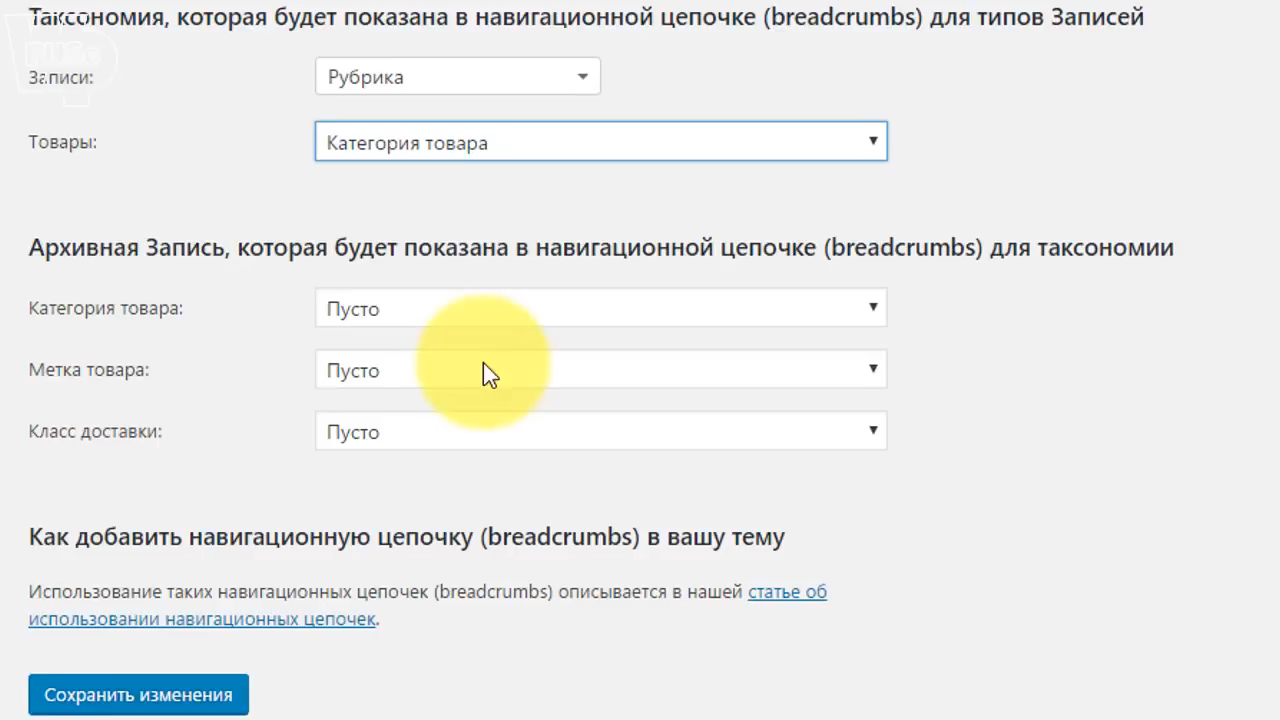 Таксономия, которая будет показана в навигационной цепочке (breadcrumbs) для типов Записей
Записи:
Рубрика
Товары:
Категория товара
Архивная Запись, которая будет показана в навигационной цепочке (breadcrumbs) для таксономии
Категория товара:
Пусто
Метка товара:
Пусто
Класс доставки:
Пусто
Как добавить навигационную цепочку (breadcrumbs) в вашу тему
Использование таких навигационных цепочек (breadcrumbs) описывается в нашей статье об
использовании навигационных цепочек.
Сохранить изменения